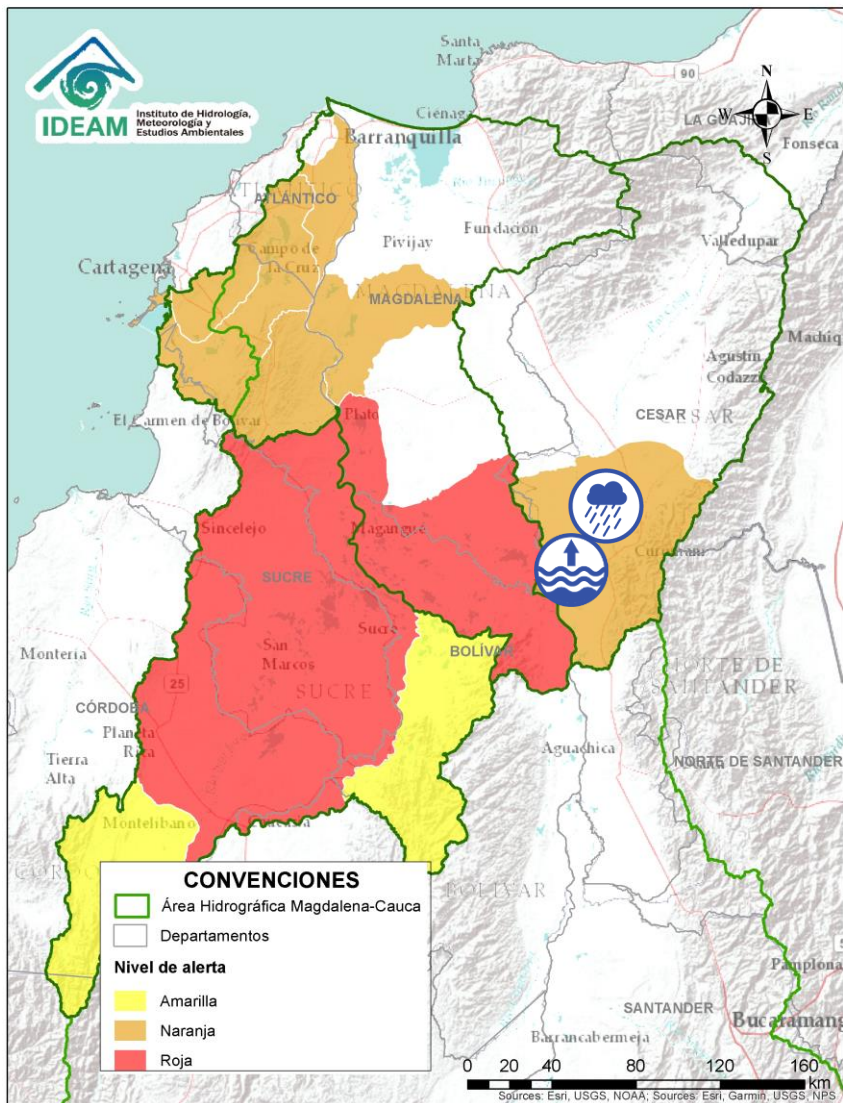 Santa
Marta
90
N
W
E
S
LA GUAJIRA
Fonseca
IDEAM
Instituto de Hidrología,
Meteorología y
Estudios Ambientales
Ciénaga
Barranquilla
ATLÁNTICO
Pivijay
Fundación
Valledupar
Cartagena
Campo de
la Cruz
MAGDALENA
MAGDALENA
Agustín
Codazzi
CESAR
CESAR
El Carmen de Bolívar
Plato
Sincelejo
Magangué
SUCRE
Sucre
San
Marcos
SUCRE
BOLÍVAR
Montería
25
CÓRDOBA
Planeta
Rica
Tierra
Alta
NORTE DE
SANTANDER
Aguachica
NORTE DE SANTANDER
Montelíbano
BOLÍVAR
CONVENCIONES
Área Hidrográfica Magdalena-Cauca
Departamentos
Nivel de alerta
Amarilla
Naranja
Roja
Pamplona
SANTANDER
Bucaramang
Barrancabermeja
0 20 40 80 120 160
km
Sources: Esri, USGS, NOAA; Sources: Esri, Garmin, USGS, NPS